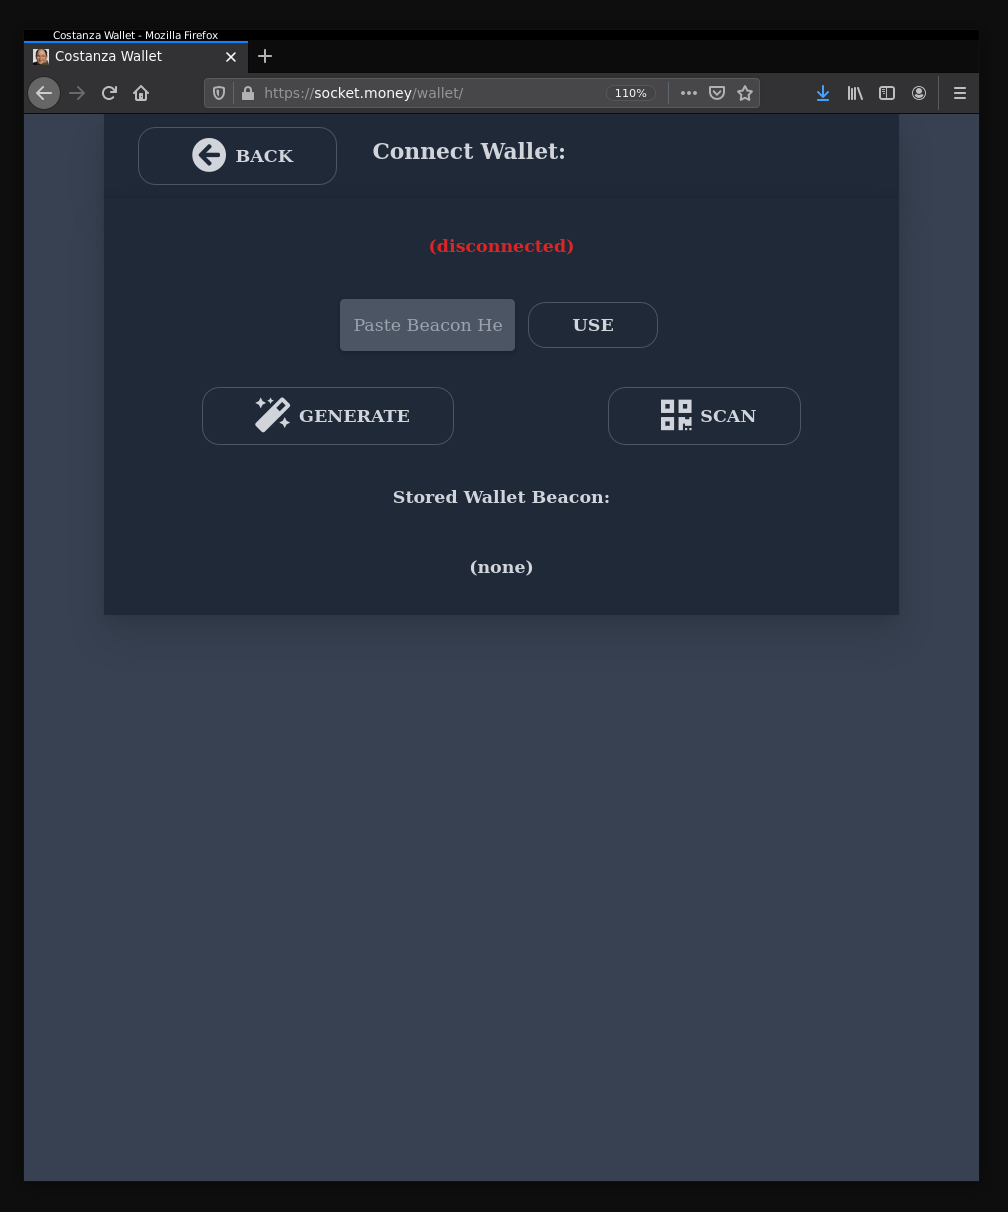 Costanza Wallet - Mozilla Firefox
Costanza Wallet
https://socket.money/wallet/ 110%
BACK Connect Wallet:
(disconnected)
Paste Beacon He USE
GENERATE SCAN
Stored Wallet Beacon:
(none)